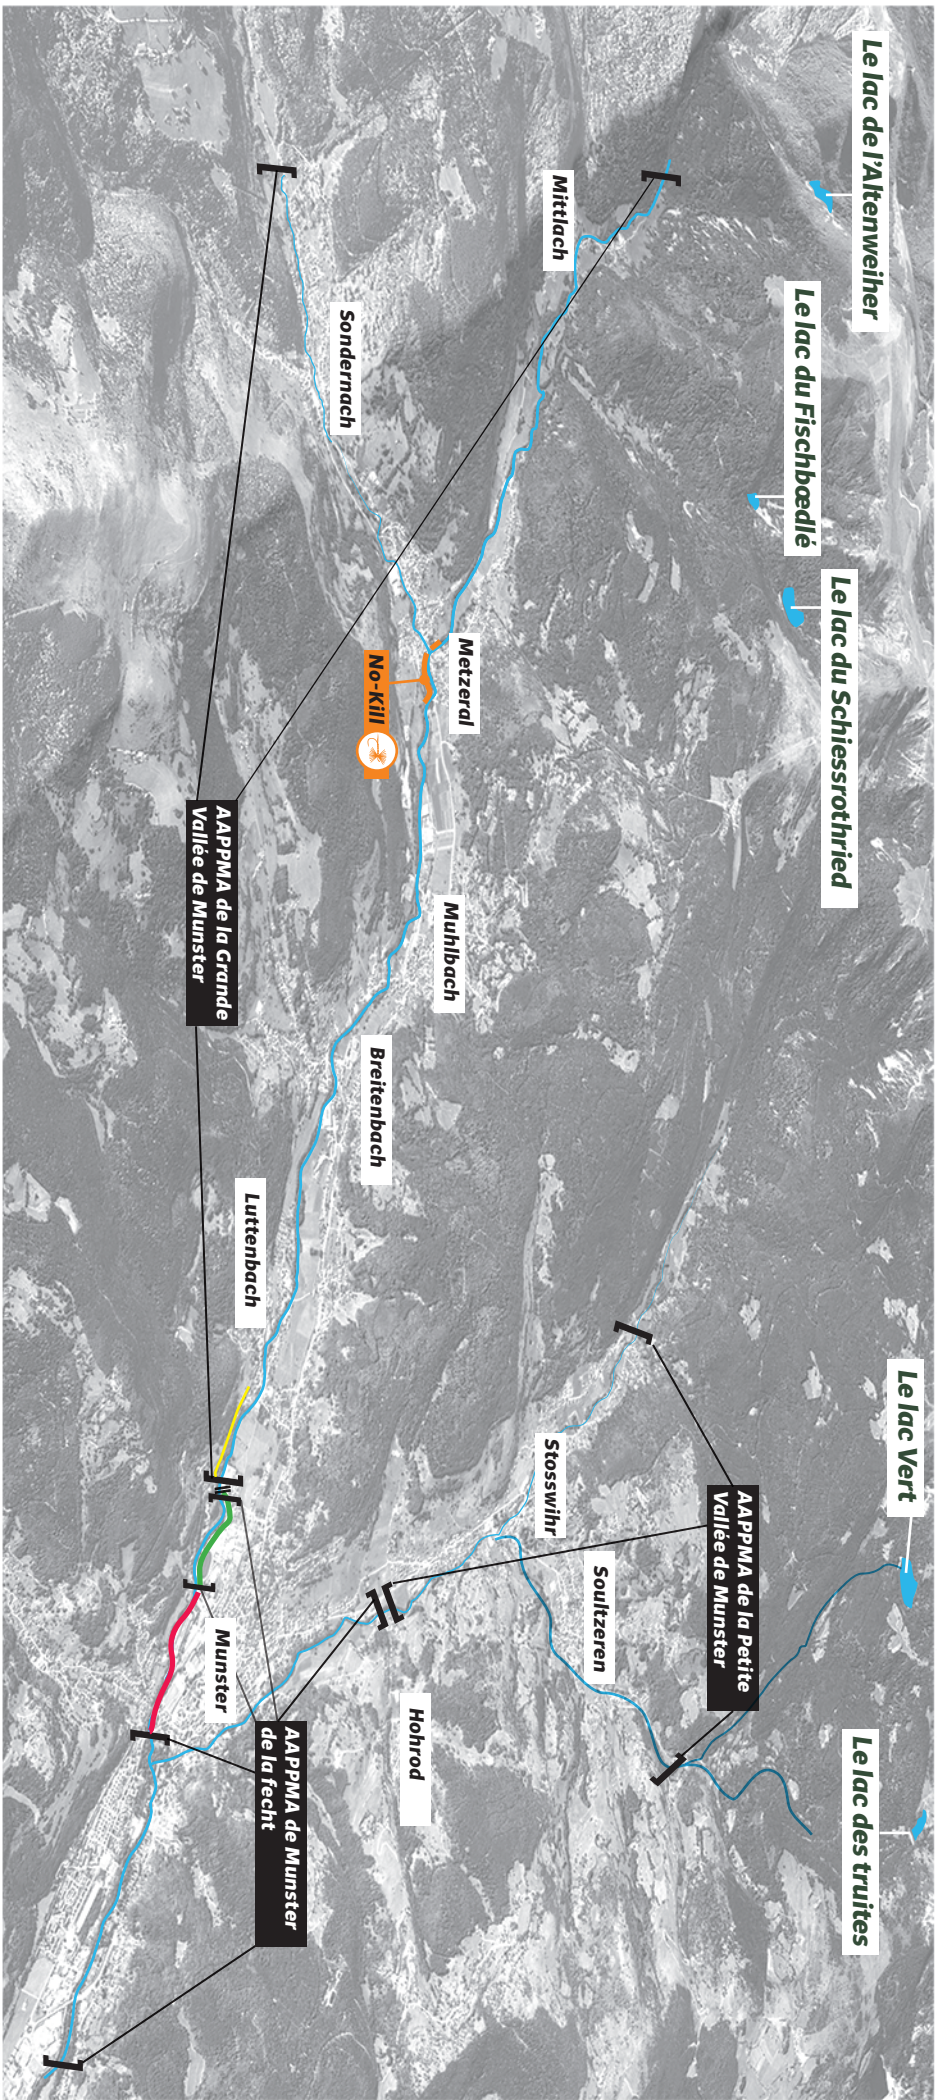 Le lac de l'Altenweiher
Le lac du Fischbœdlé
Le lac du Schiessrothried
Le lac Vert
Le lac des truites
Mittlach
Sondernach
Metzeral
No-Kill
Muhlbach
Breitenbach
Luttenbach
Stosswihr
Soultzeren
Munster
Hohrod
AAPPMA de la Grande
Vallée de Munster
AAPPMA de la Petite
Vallée de Munster
AAPPMA de Munster
de la fecht